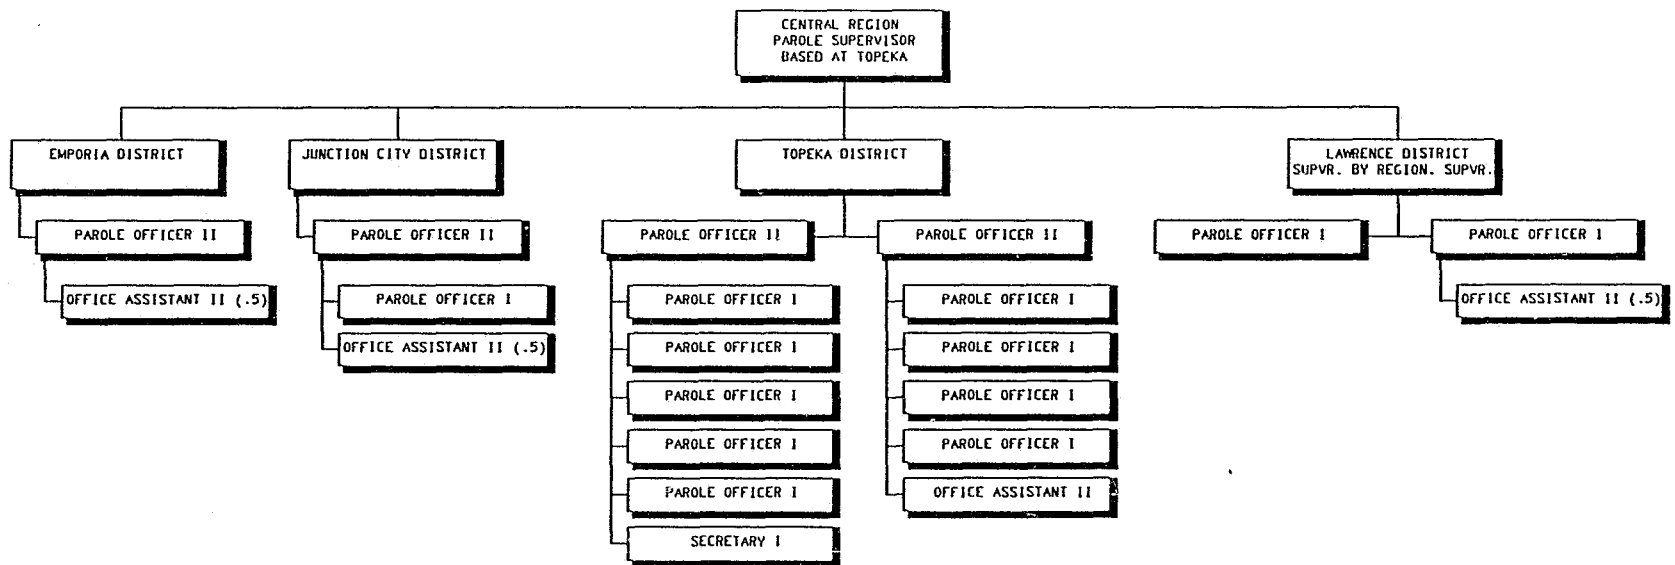 CENTRAL REGION
PAROLE SUPERVISOR
BASED AT TOPEKA
EMPORIA DISTRICT
JUNCTION CITY DISTRICT
TOPEKA DISTRICT
LAWRENCE DISTRICT
SUPVR. BY REGION. SUPVR.
PAROLE OFFICER II
PAROLE OFFICER II
PAROLE OFFICER II
PAROLE OFFICER II
PAROLE OFFICER I
PAROLE OFFICER I
OFFICE ASSISTANT II (.5)
PAROLE OFFICER I
PAROLE OFFICER I
PAROLE OFFICER I
OFFICE ASSISTANT II (.5)
OFFICE ASSISTANT II (.5)
PAROLE OFFICER I
PAROLE OFFICER I
PAROLE OFFICER I
PAROLE OFFICER I
PAROLE OFFICER I
PAROLE OFFICER I
PAROLE OFFICER I
OFFICE ASSISTANT II
SECRETARY I